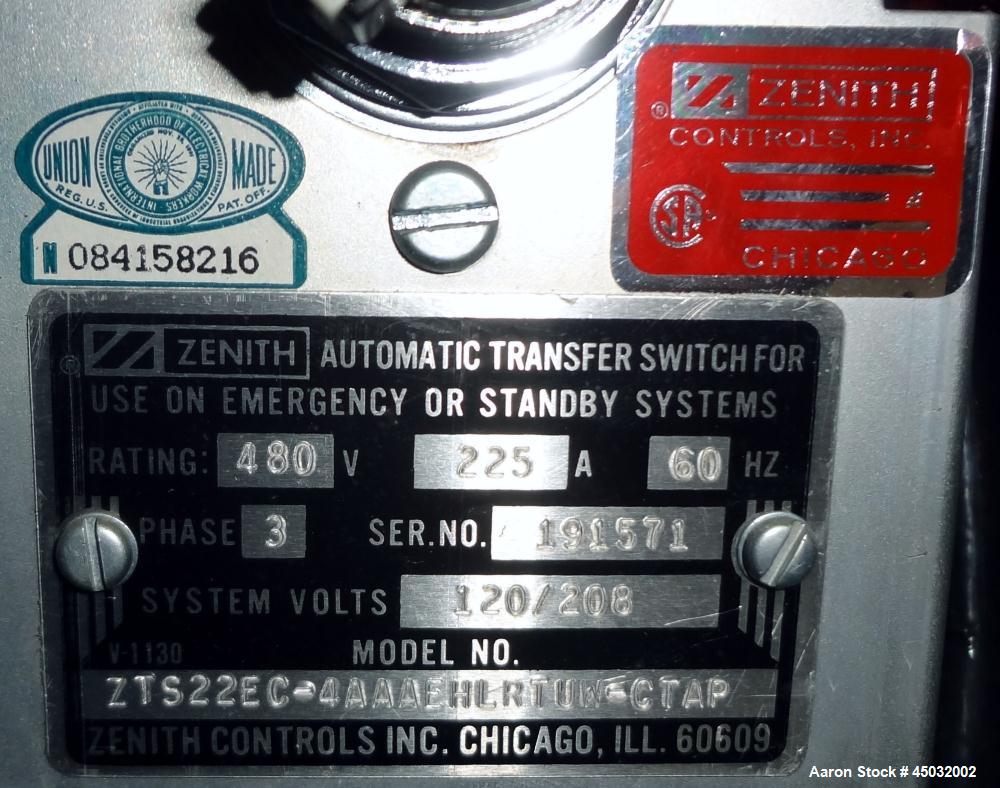 UNION MADE
AFFILIATED WITH
INTERNATIONAL BROTHERHOOD OF ELECTRICAL WORKERS
REG. U.S. PAT. OFF.
N 084158216
® ZENITH
CONTROLS, INC.
CHICAGO
® ZENITH AUTOMATIC TRANSFER SWITCH FOR
USE ON EMERGENCY OR STANDBY SYSTEMS
RATING: 480 V 225 A 60 HZ
PHASE 3 SER.NO. 191571
SYSTEM VOLTS 120/208
V-1130 MODEL NO.
ZTS22EC-4AAAEHLRTUW-CTAP
ZENITH CONTROLS INC. CHICAGO, ILL. 60609
Aaron Stock # 45032002